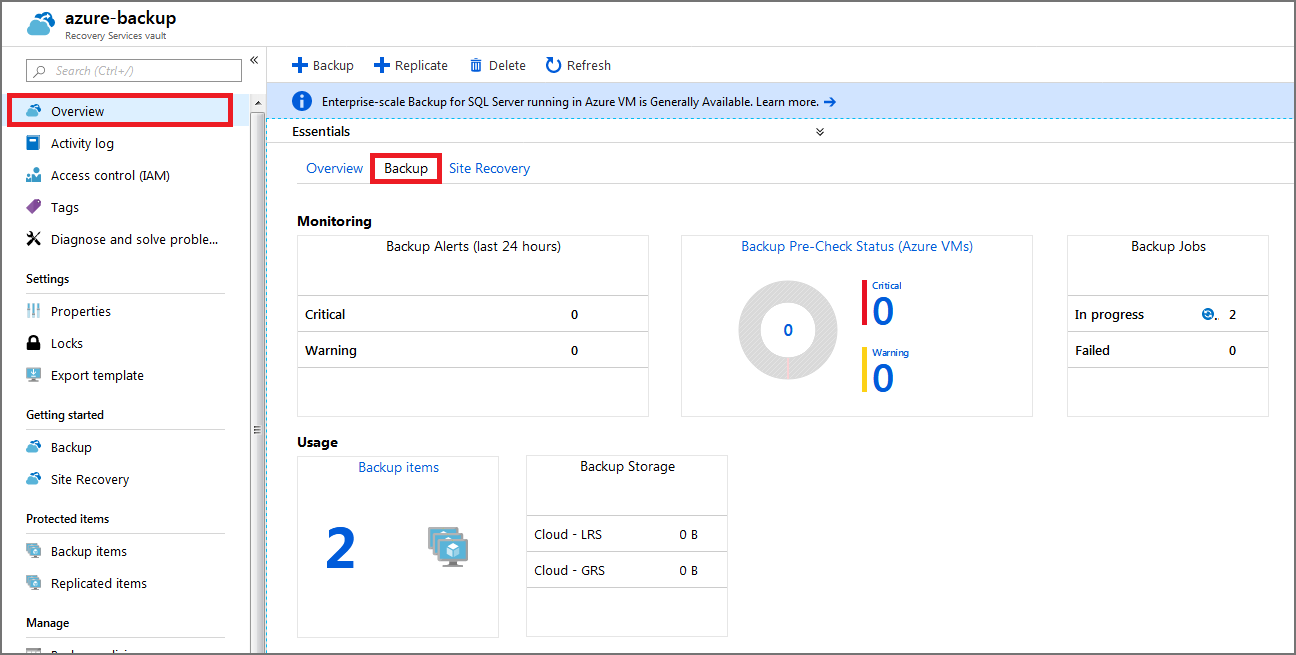 azure-backup
Recovery Services vault
Search (Ctrl+/)
«
Overview
Activity log
Access control (IAM)
Tags
Diagnose and solve proble...
Settings
Properties
Locks
Export template
Getting started
Backup
Site Recovery
Protected items
Backup items
Replicated items
Manage
Backup Replicate Delete Refresh
Enterprise-scale Backup for SQL Server running in Azure VM is Generally Available. Learn more. →
Essentials
Overview Backup Site Recovery
Monitoring
Backup Alerts (last 24 hours)
Critical 0
Warning 0
Backup Pre-Check Status (Azure VMs)
0
Critical
0
Warning
0
Backup Jobs
In progress .. 2
Failed 0
Usage
Backup items
2
Backup Storage
Cloud - LRS 0 B
Cloud - GRS 0 B